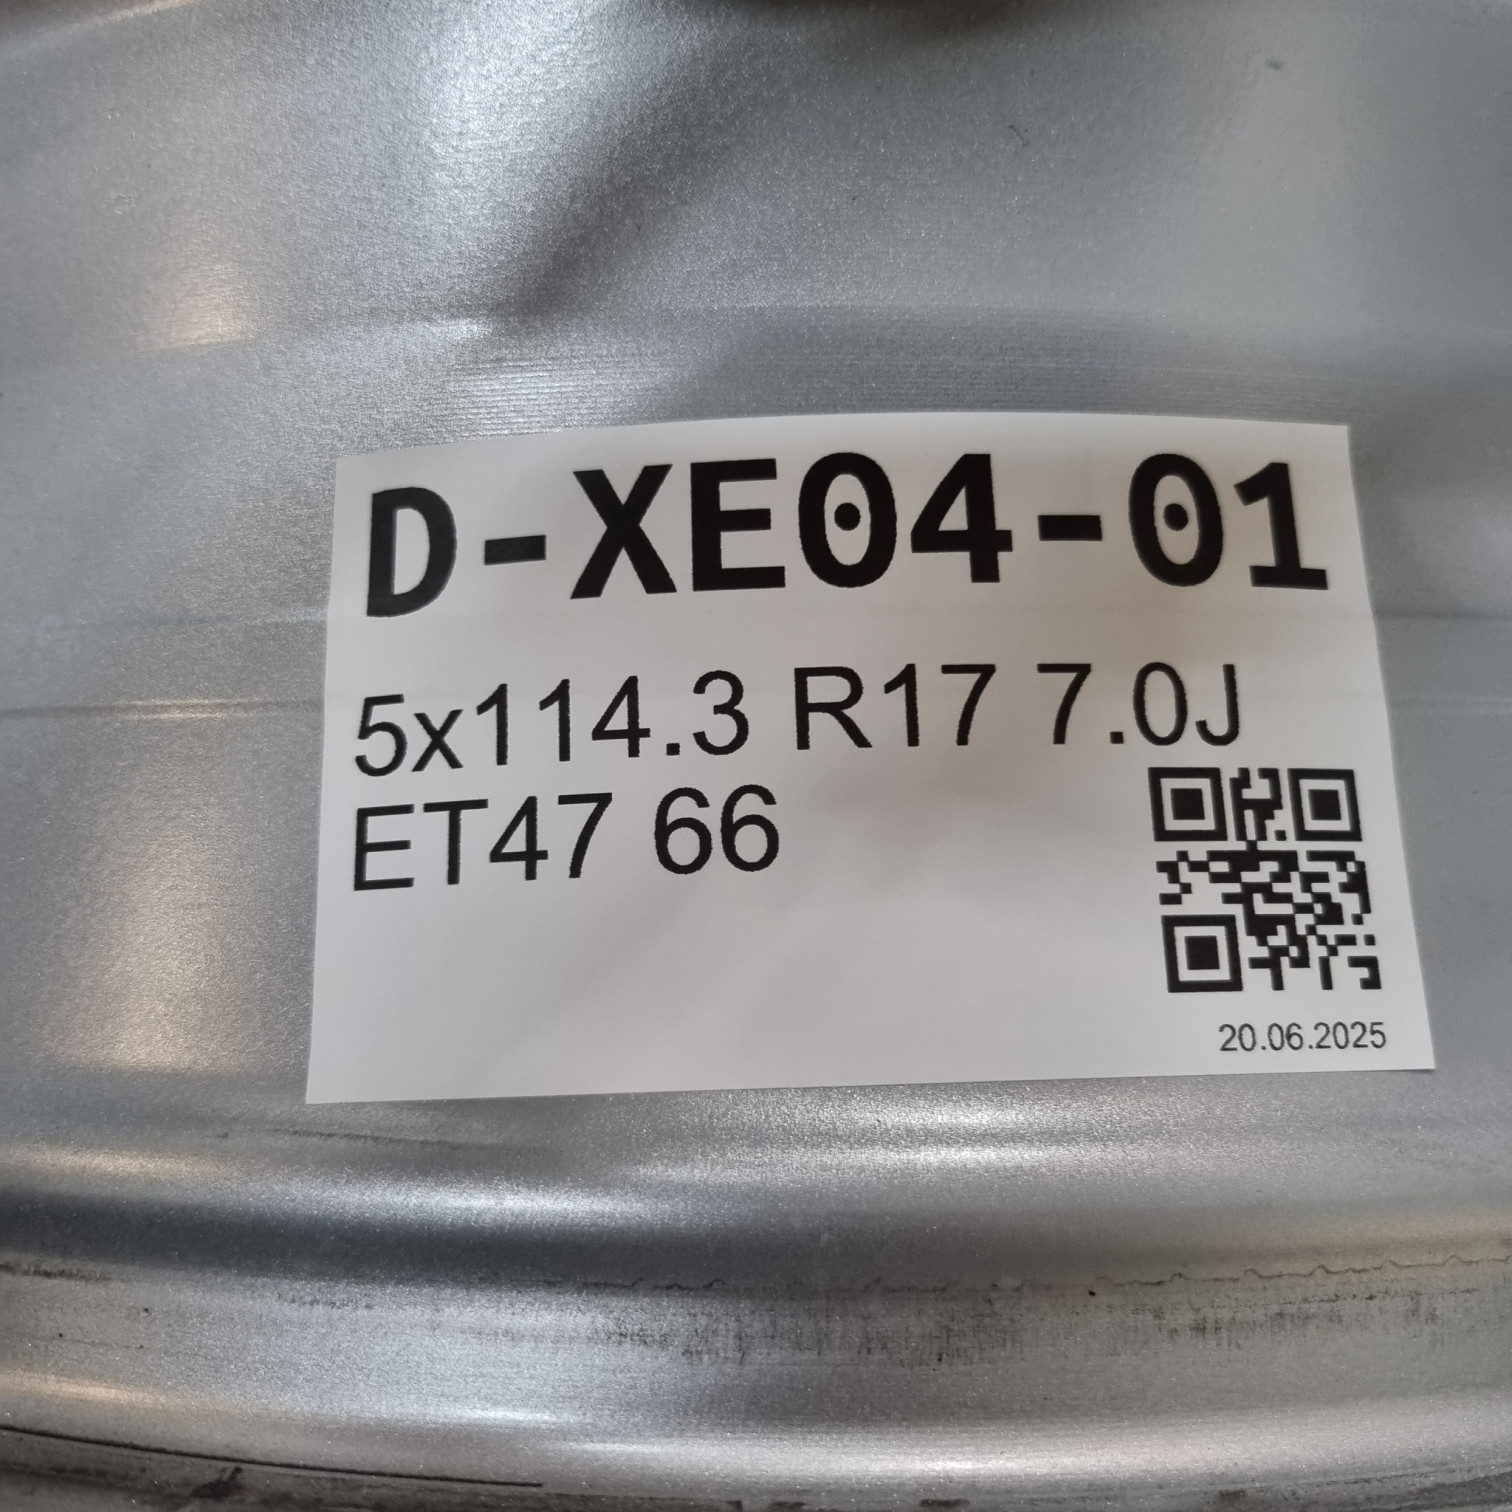 D-XE04-01
5x114.3 R17 7.0J
ET47 66
20.06.2025